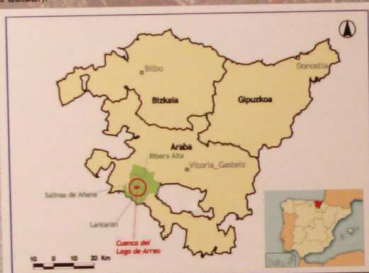 Bilbo
Donostia
Bizkaia
Gipuzkoa
Araba
Ribera Alta
Vitoria_Gasteiz
Salinas de Añana
Lantarón
Cuenca del
Lago de Arreo
10 0 10 20 Km